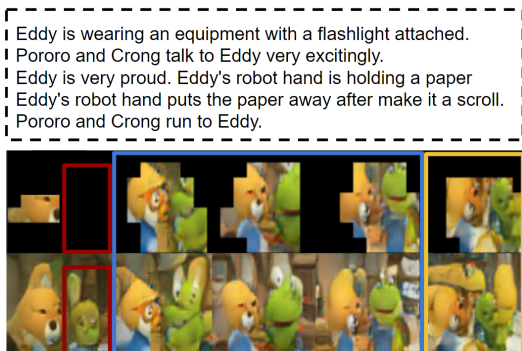 Eddy is wearing an equipment with a flashlight attached.
Pororo and Crong talk to Eddy very excitingly.
Eddy is very proud. Eddy's robot hand is holding a paper
Eddy's robot hand puts the paper away after make it a scroll.
Pororo and Crong run to Eddy.